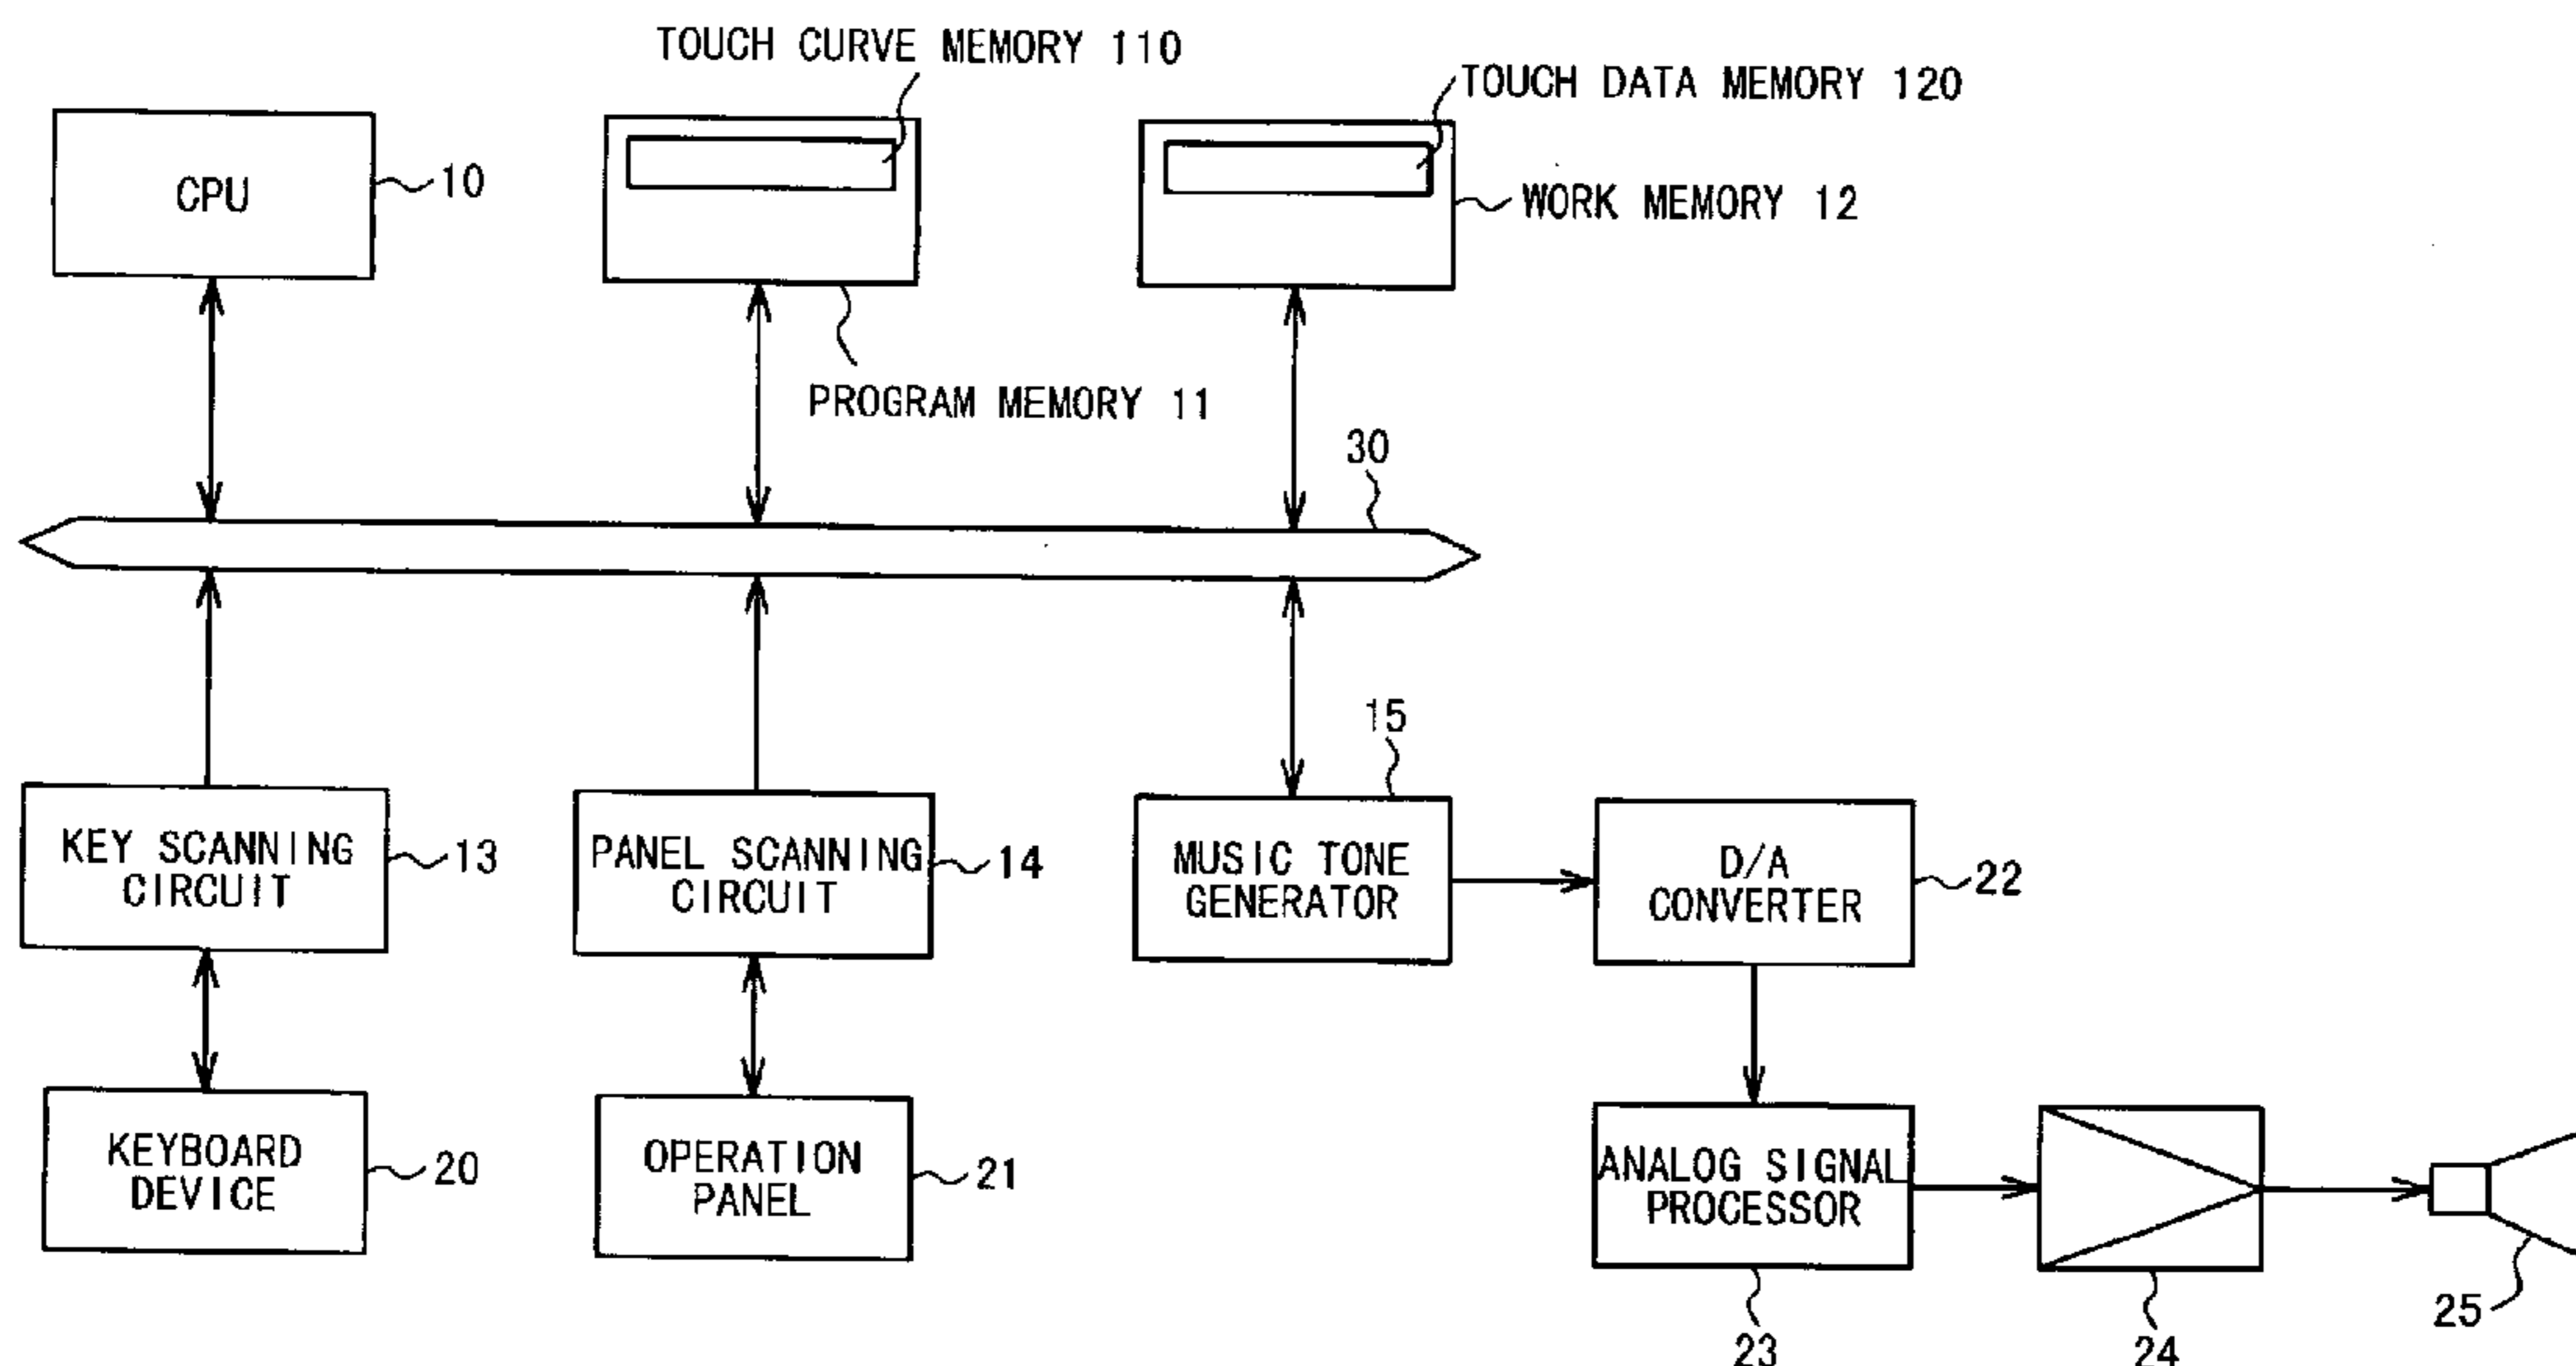 TOUCH CURVE MEMORY 110
TOUCH DATA MEMORY 120
CPU
10
WORK MEMORY 12
PROGRAM MEMORY 11
30
15
KEY SCANNING
CIRCUIT
13
PANEL SCANNING
CIRCUIT
14
MUSIC TONE
GENERATOR
D/A
CONVERTER
22
KEYBOARD
DEVICE
20
OPERATION
PANEL
21
ANALOG SIGNAL
PROCESSOR
23
24
25